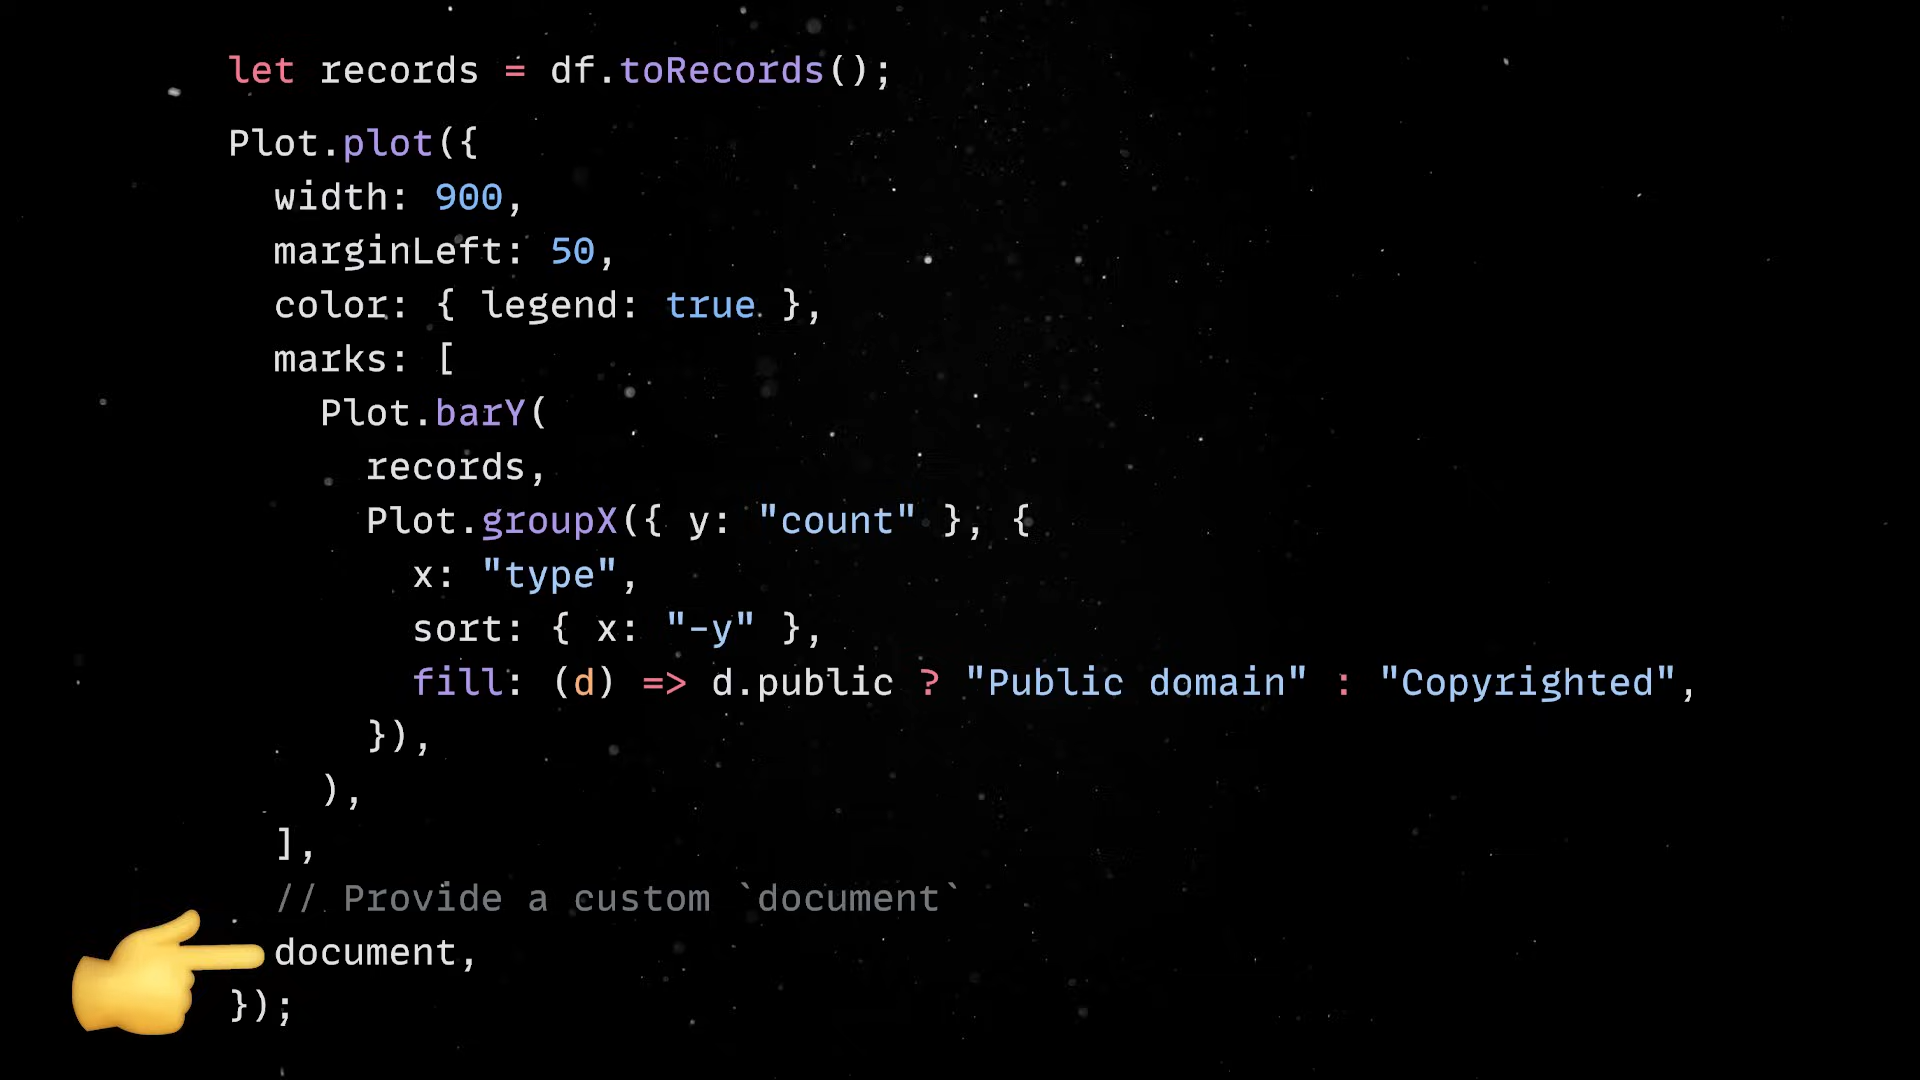 let records = df.toRecords();
Plot.plot({
  width: 900,
  marginLeft: 50,
  color: { legend: true },
  marks: [
    Plot.barY(
      records,
      Plot.groupX({ y: "count" }, {
        x: "type",
        sort: { x: "-y" },
        fill: (d) => d.public ? "Public domain" : "Copyrighted",
      }),
    ),
  ],
  // Provide a custom `document`
  document,
});